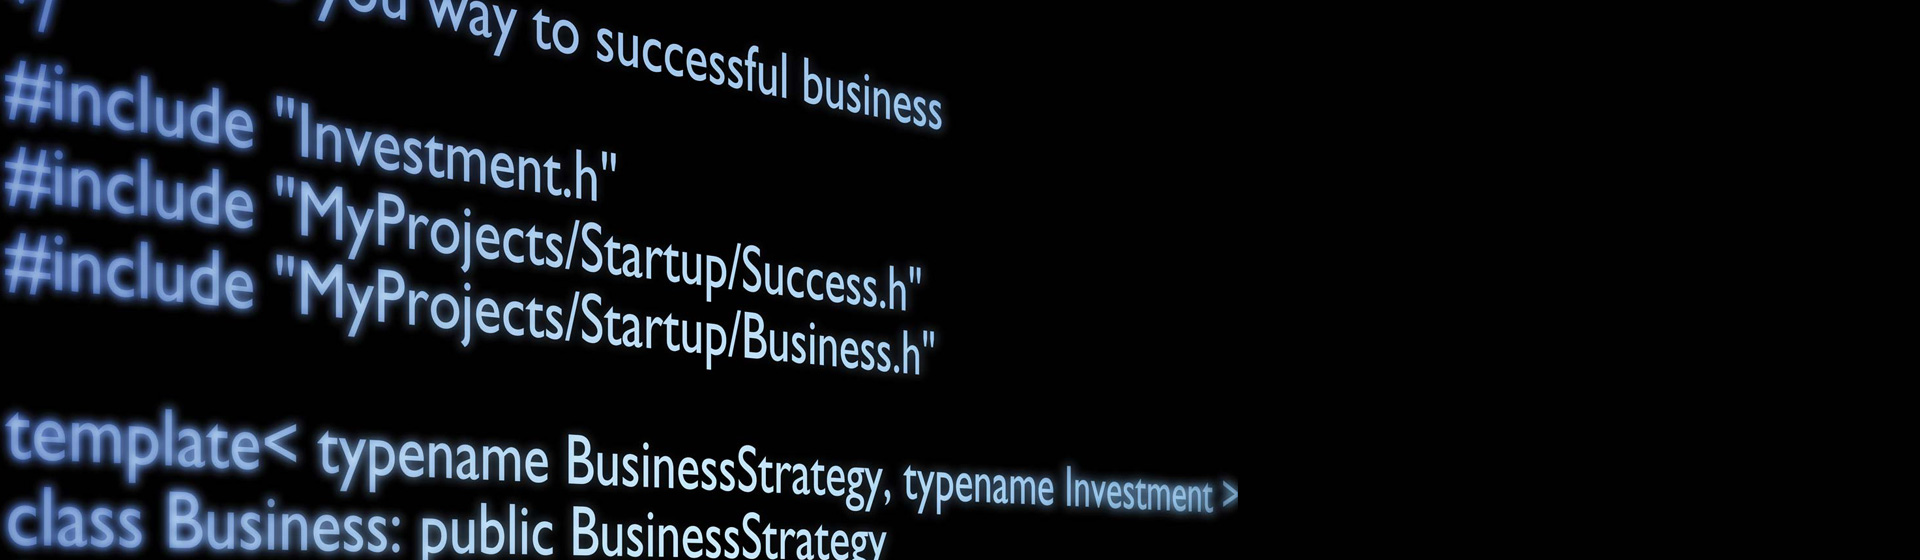 you way to successful business
*/
#include "Investment.h"
#include "MyProjects/Startup/Success.h"
#include "MyProjects/Startup/Business.h"
template< typename BusinessStrategy, typename Investment >
class Business: public BusinessStrategy